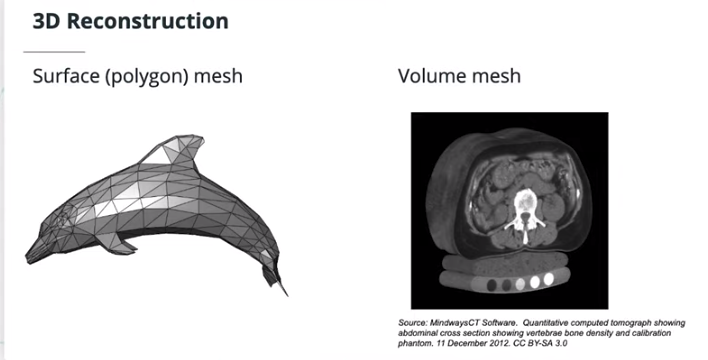 3D Reconstruction
Surface (polygon) mesh
Volume mesh
Source: MindwaysCT Software.  Quantitative computed tomograph showing
abdominal cross section showing vertebrae bone density and calibration
phantom. 11 December 2012. CC BY-SA 3.0